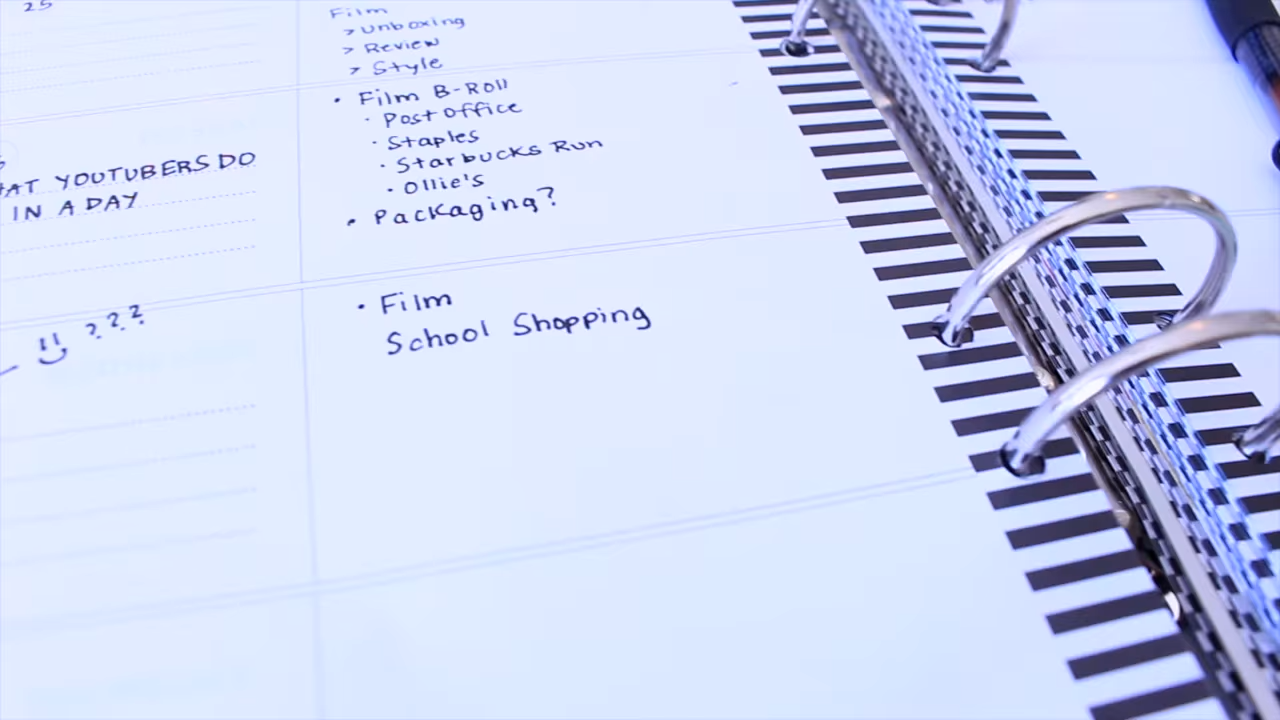 25
Film
> Unboxing
> Review
> Style
• Film B-Roll
· Post Office
· Staples
· Starbucks Run
· Ollie's
• Packaging?
YOUTUBERS DO
IN A DAY
!! ???
• Film
School Shopping